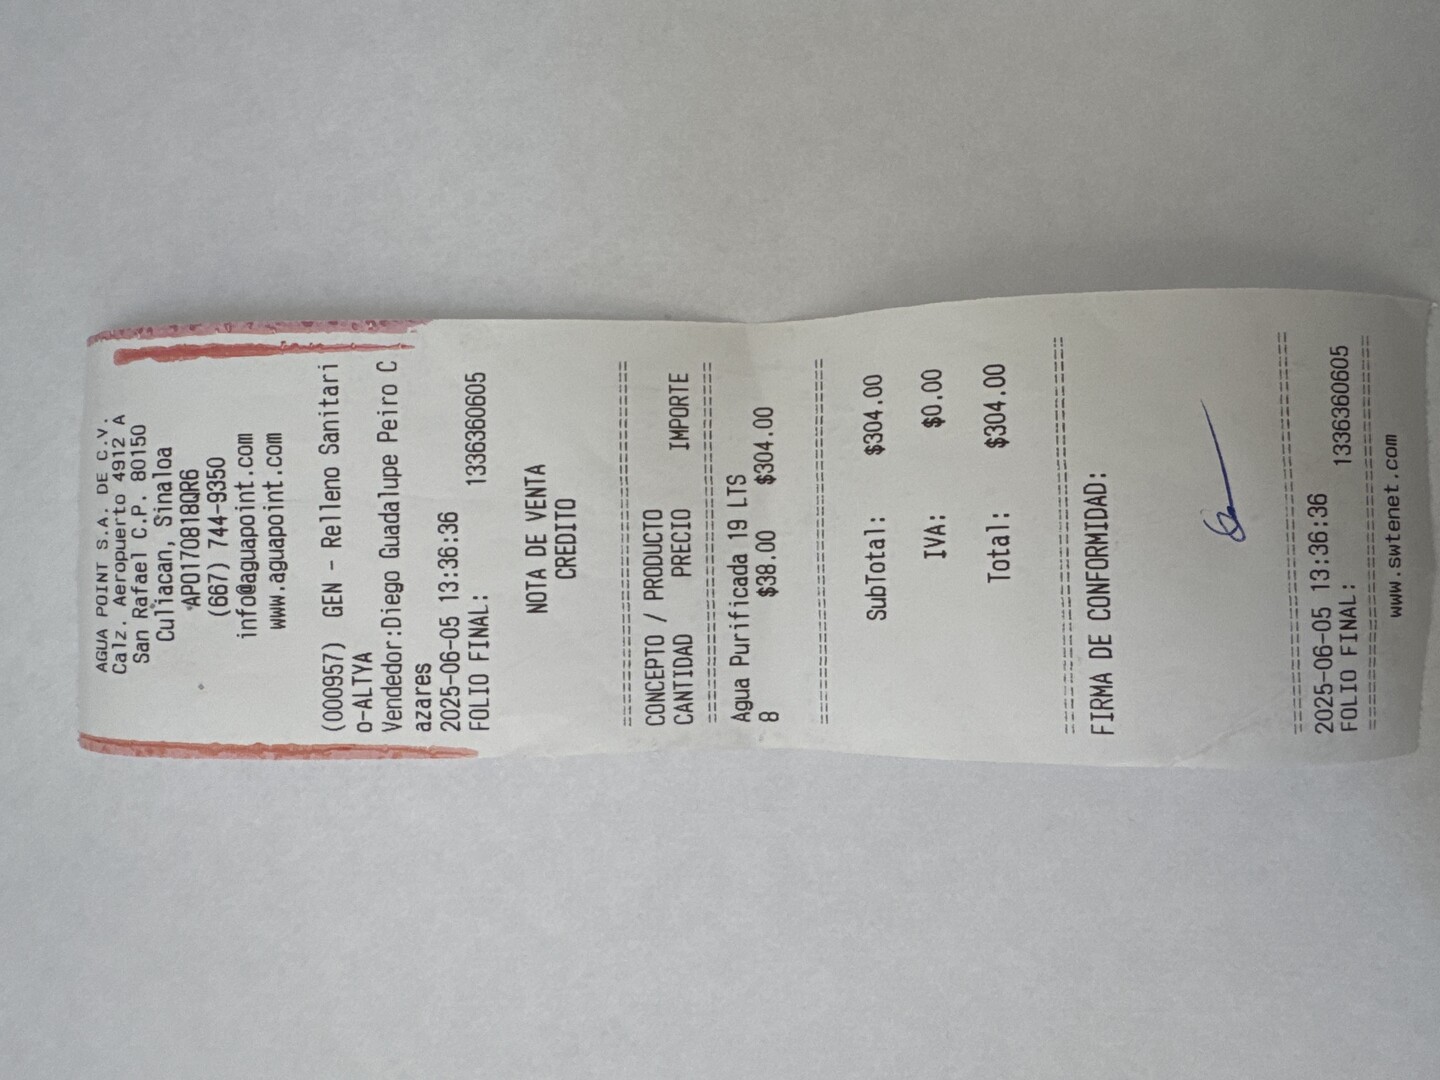 AGUA POINT S.A. DE C.V.
Calz. Aeropuerto 4912 A
San Rafael C.P. 80150
Culiacan, Sinaloa
APO170818QR6
(667) 744-9350
info@aguapoint.com
www.aguapoint.com
(000957) GEN - Relleno Sanitari
o-ALTYA
Vendedor:Diego Guadalupe Peiro C
azares
2025-06-05 13:36:36
FOLIO FINAL: 1336360605
NOTA DE VENTA
CREDITO
================================
CONCEPTO / PRODUCTO
CANTIDAD PRECIO IMPORTE
================================
Agua Purificada 19 LTS
8 $38.00 $304.00
================================
SubTotal: $304.00
IVA: $0.00
Total: $304.00
================================
FIRMA DE CONFORMIDAD:
================================
2025-06-05 13:36:36
FOLIO FINAL: 1336360605
================================
www.swtenet.com